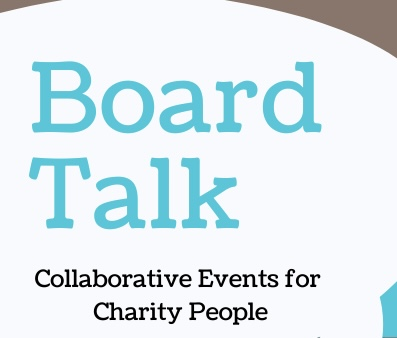 Board
Talk
Collaborative Events for
Charity People